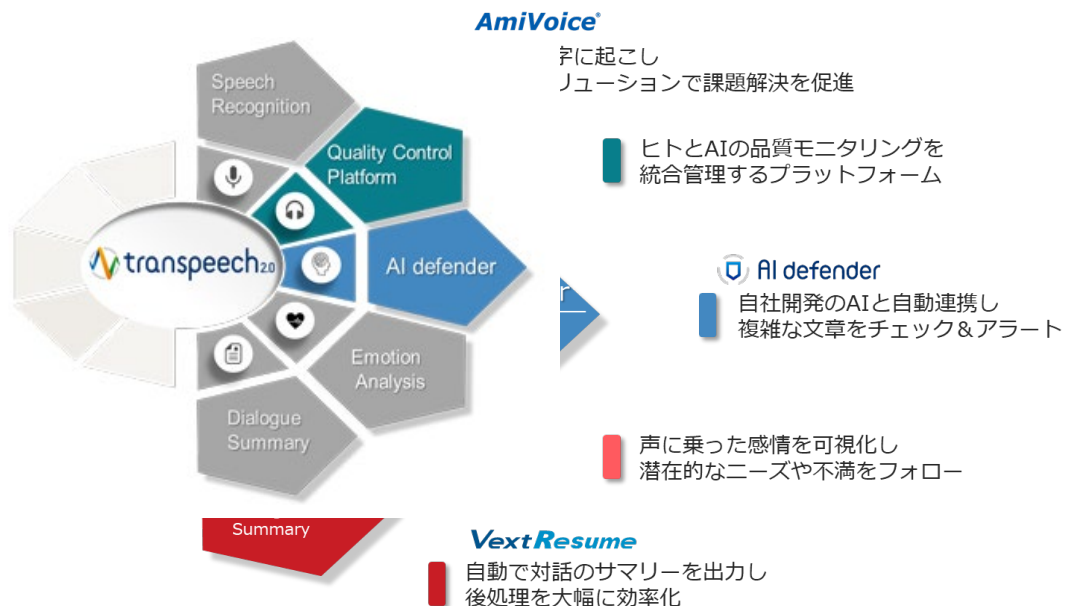 AmiVoice®
字に起こし
リューションで課題解決を促進
Speech
Recognition
Quality Control
Platform
ヒトとAIの品質モニタリングを
統合管理するプラットフォーム
transpeech 2.0
AI defender
r
AI defender
自社開発のAIと自動連携し
複雑な文章をチェック＆アラート
Emotion
Analysis
声に乗った感情を可視化し
潜在的なニーズや不満をフォロー
Dialogue
Summary
Summary
VextResume
自動で対話のサマリーを出力し
後処理を大幅に効率化